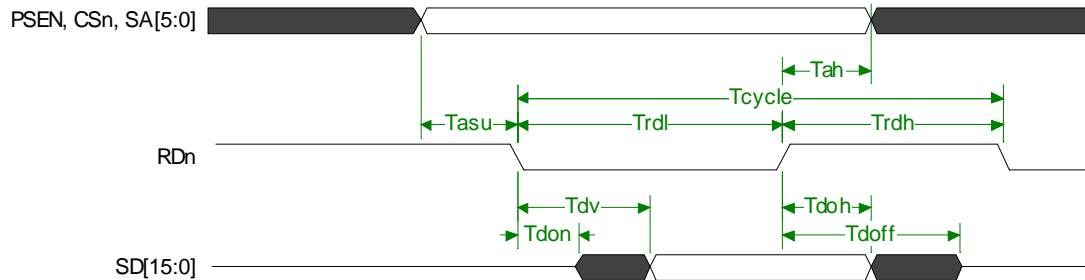 PSEN, CSn, SA[5:0]
Tah
Tcycle
Tasu Trdl Trdh
RDn
Tdv Tdoh
Tdon Tdoff
SD[15:0]